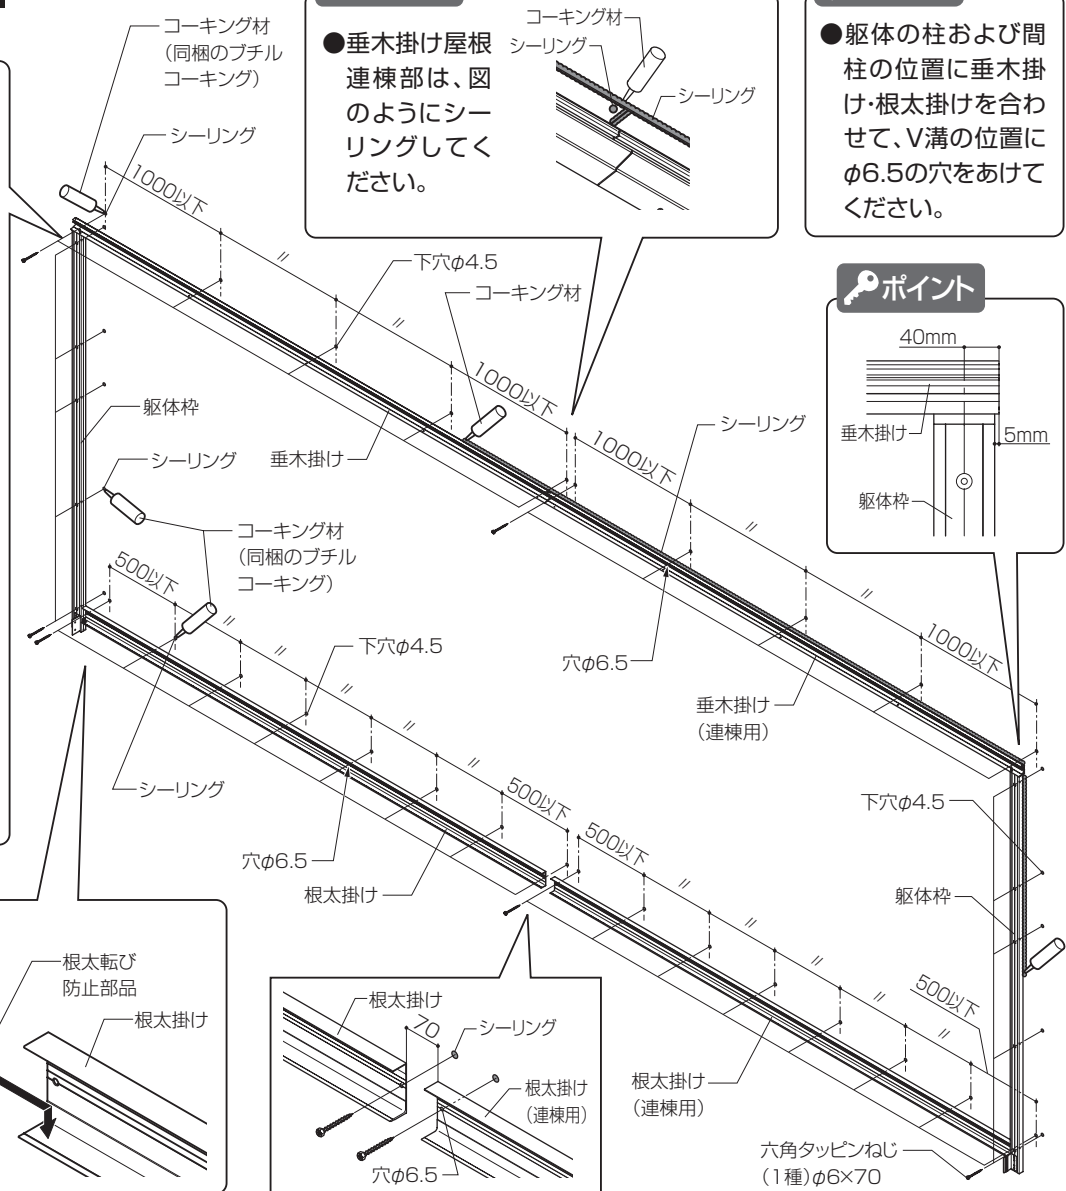 コーキング材
（同梱のブチル
コーキング）
シーリング
●垂木掛け屋根
連棟部は、図
のようにシー
リングしてく
ださい。
コーキング材
シーリング
シーリング
●躯体の柱および間
柱の位置に垂木掛
け・根太掛けを合わ
せて、V溝の位置に
φ6.5の穴をあけて
ください。
ポイント
40mm
垂木掛け
5mm
躯体枠
1000以下
〃
下穴φ4.5
コーキング材
〃
1000以下
1000以下
シーリング
〃
〃
1000以下
躯体枠
シーリング
垂木掛け
コーキング材
（同梱のブチル
コーキング）
穴φ6.5
垂木掛け
（連棟用）
500以下
〃
〃
下穴φ4.5
〃
〃
〃
500以下
シーリング
穴φ6.5
根太掛け
500以下
〃
〃
〃
〃
500以下
〃
下穴φ4.5
躯体枠
根太転び
防止部品
根太掛け
根太掛け
70
シーリング
根太掛け
（連棟用）
穴φ6.5
根太掛け
（連棟用）
六角タッピンねじ
（1種）φ6×70